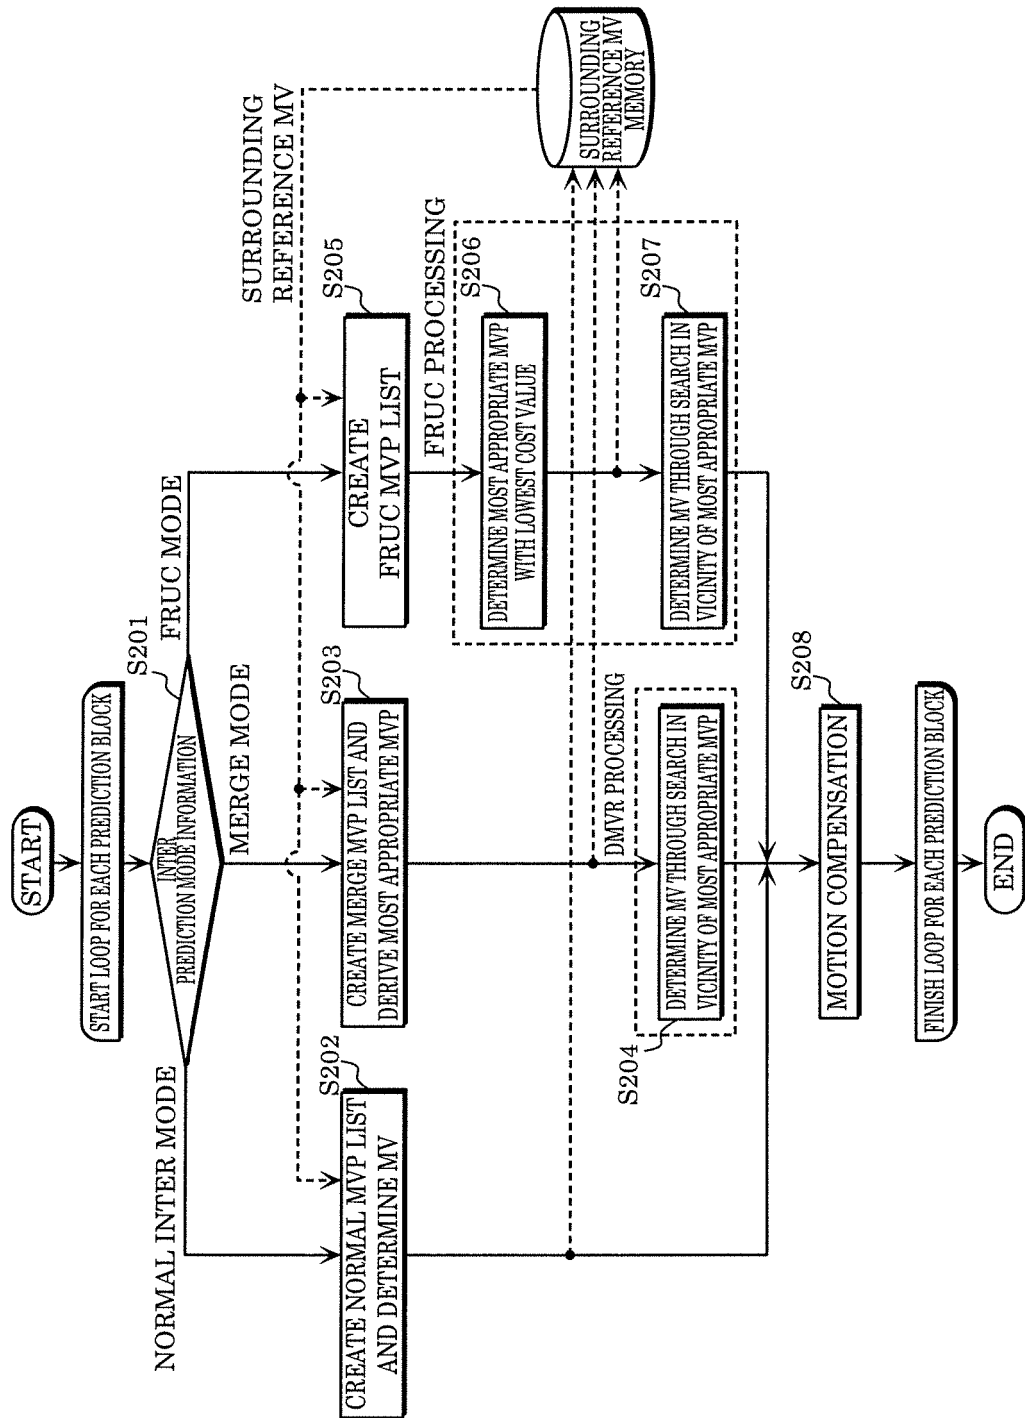 START
START LOOP FOR EACH PREDICTION BLOCK
S201
INTER
PREDICTION MODE INFORMATION
NORMAL INTER MODE
MERGE MODE
FRUC MODE
SURROUNDING
REFERENCE MV
S202
CREATE NORMAL MVP LIST
AND DETERMINE MV
S203
CREATE MERGE MVP LIST AND
DERIVE MOST APPROPRIATE MVP
S205
CREATE
FRUC MVP LIST
FRUC PROCESSING
S206
DETERMINE MOST APPROPRIATE MVP
WITH LOWEST COST VALUE
SURROUNDING
REFERENCE MV
MEMORY
DMVR PROCESSING
S204
DETERMINE MV THROUGH SEARCH IN
VICINITY OF MOST APPROPRIATE MVP
S207
DETERMINE MV THROUGH SEARCH IN
VICINITY OF MOST APPROPRIATE MVP
S208
MOTION COMPENSATION
FINISH LOOP FOR EACH PREDICTION BLOCK
END